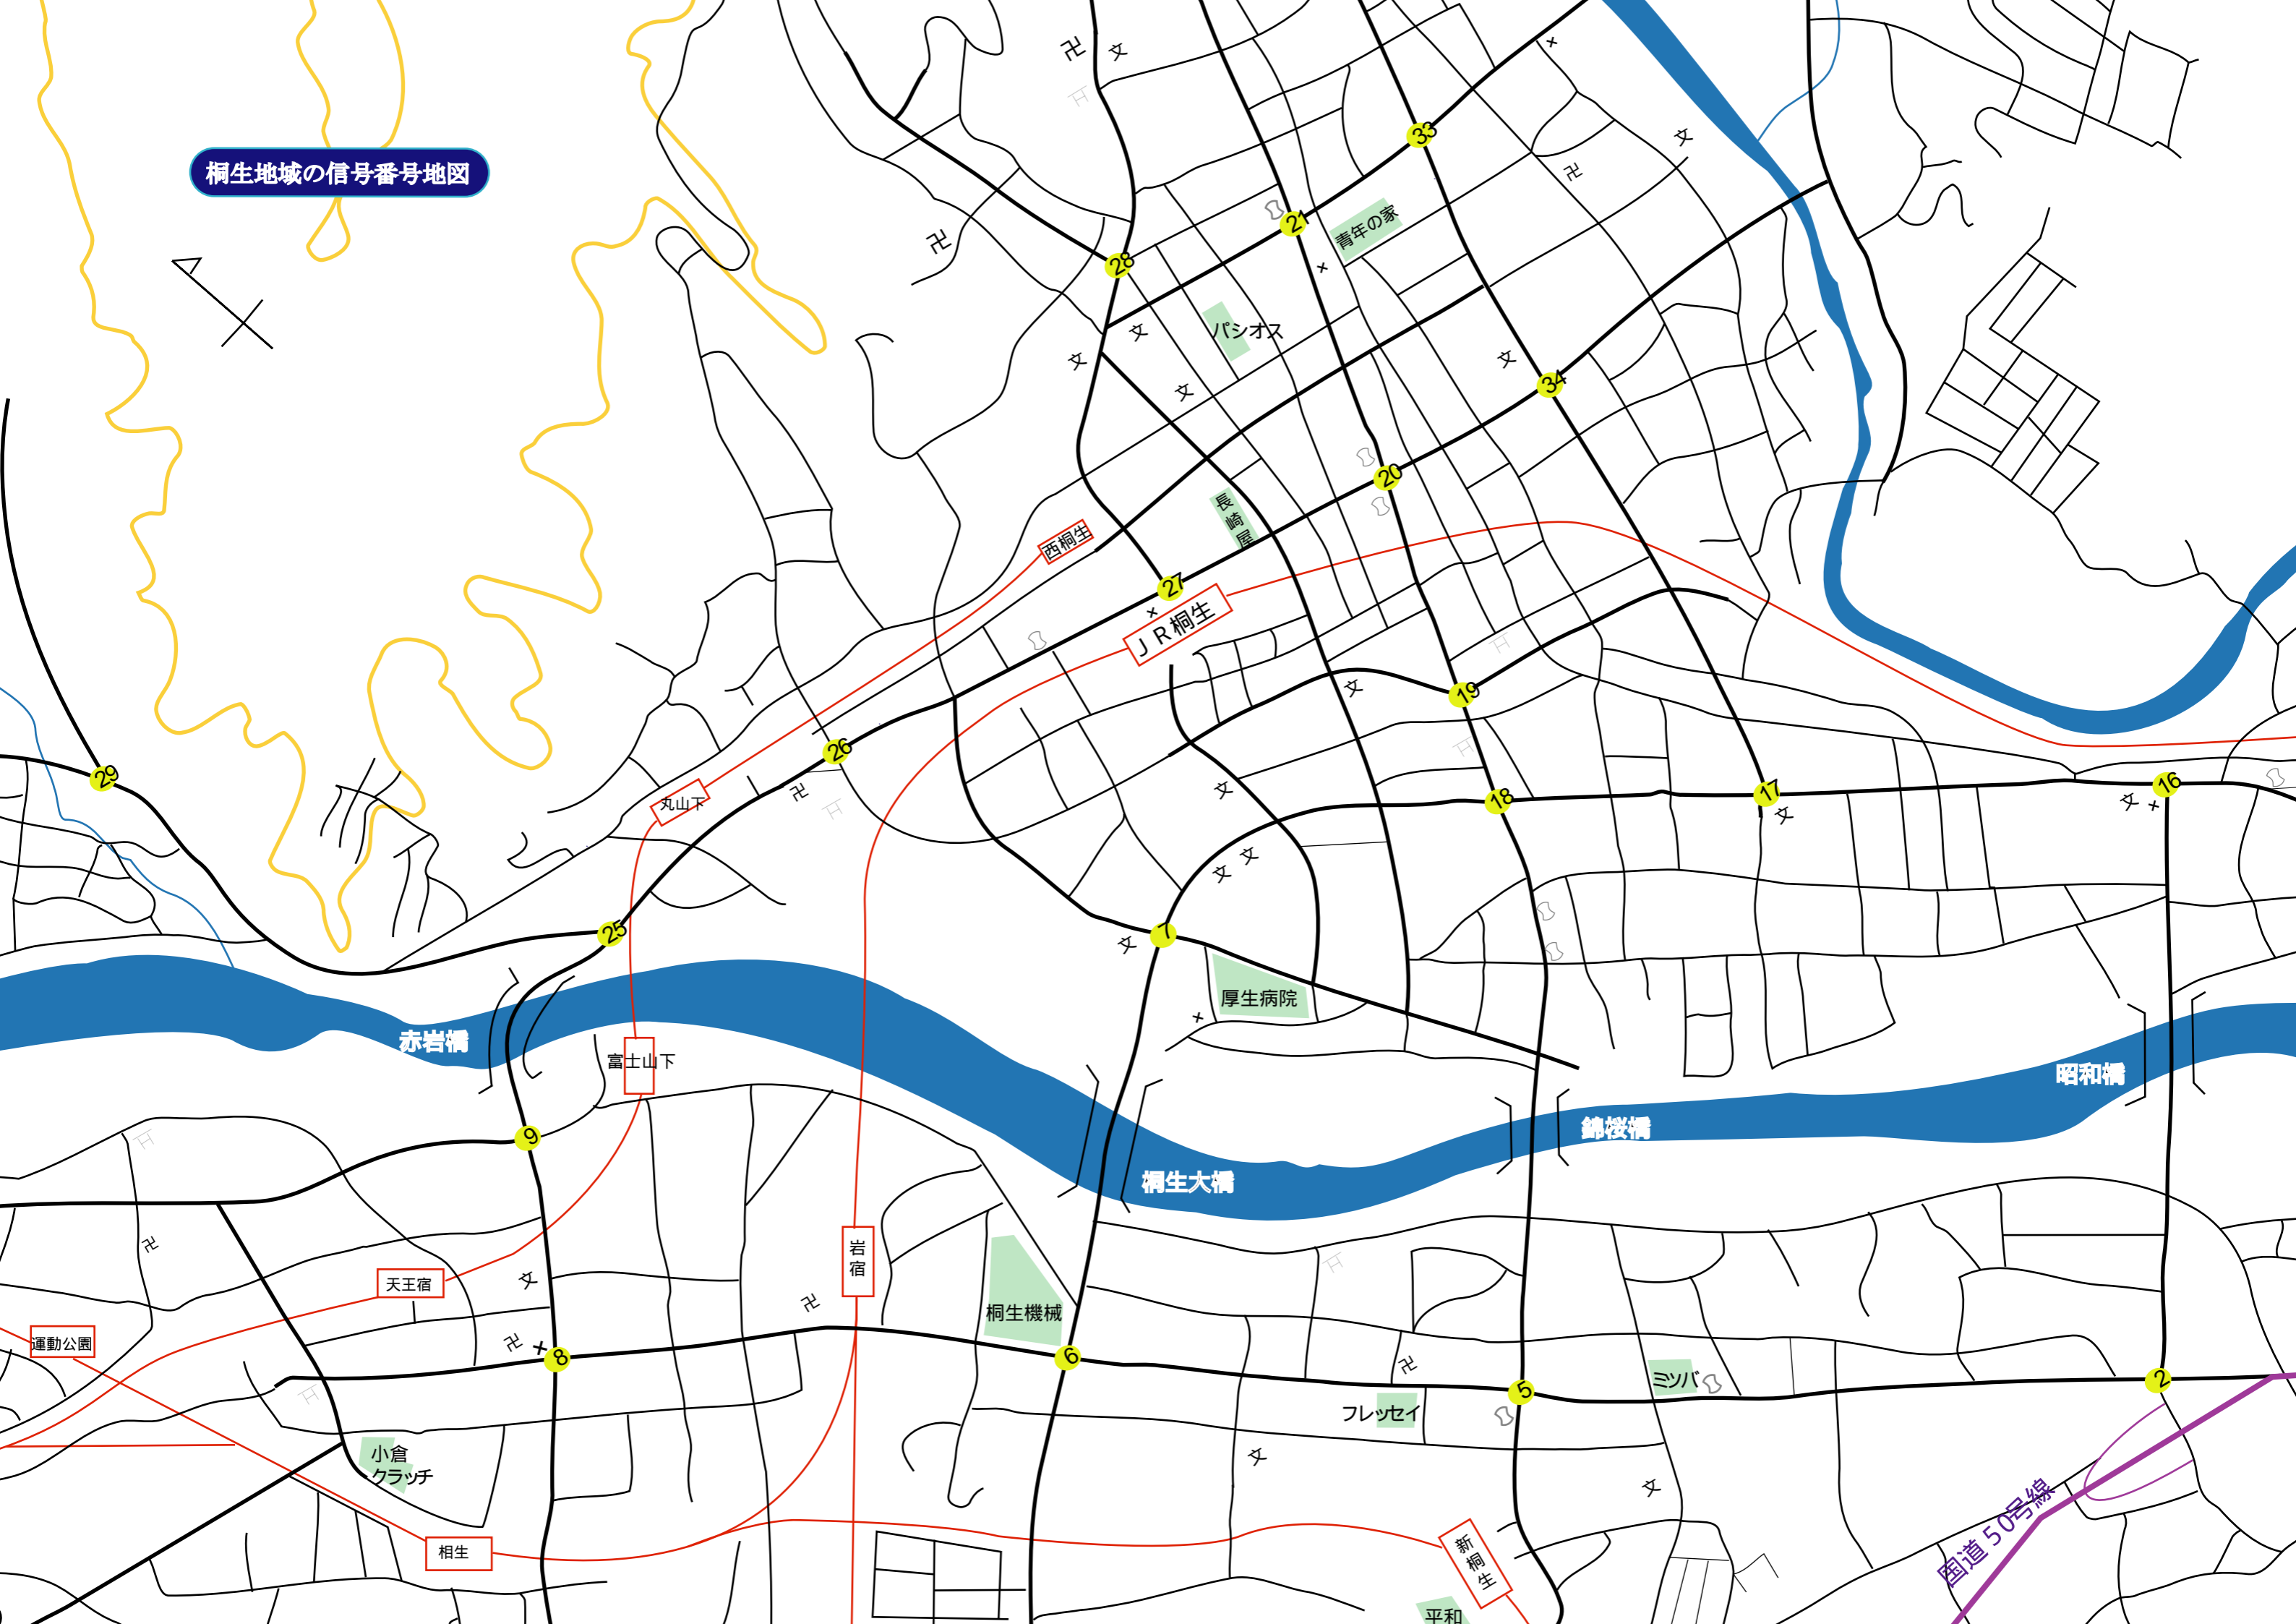 桐生地域の信号番号地図
33
21
青年の家
28
パシオス
34
20
長崎屋
西桐生
27
JR桐生
19
26
29
丸山下
18
17
16
25
7
厚生病院
赤岩橋
富士山下
昭和橋
錦桜橋
9
桐生大橋
岩宿
天王宿
桐生機械
運動公園
8
6
5
ミツバ
2
フレッセイ
小倉
クラッチ
国道50号線
相生
新桐生
平和